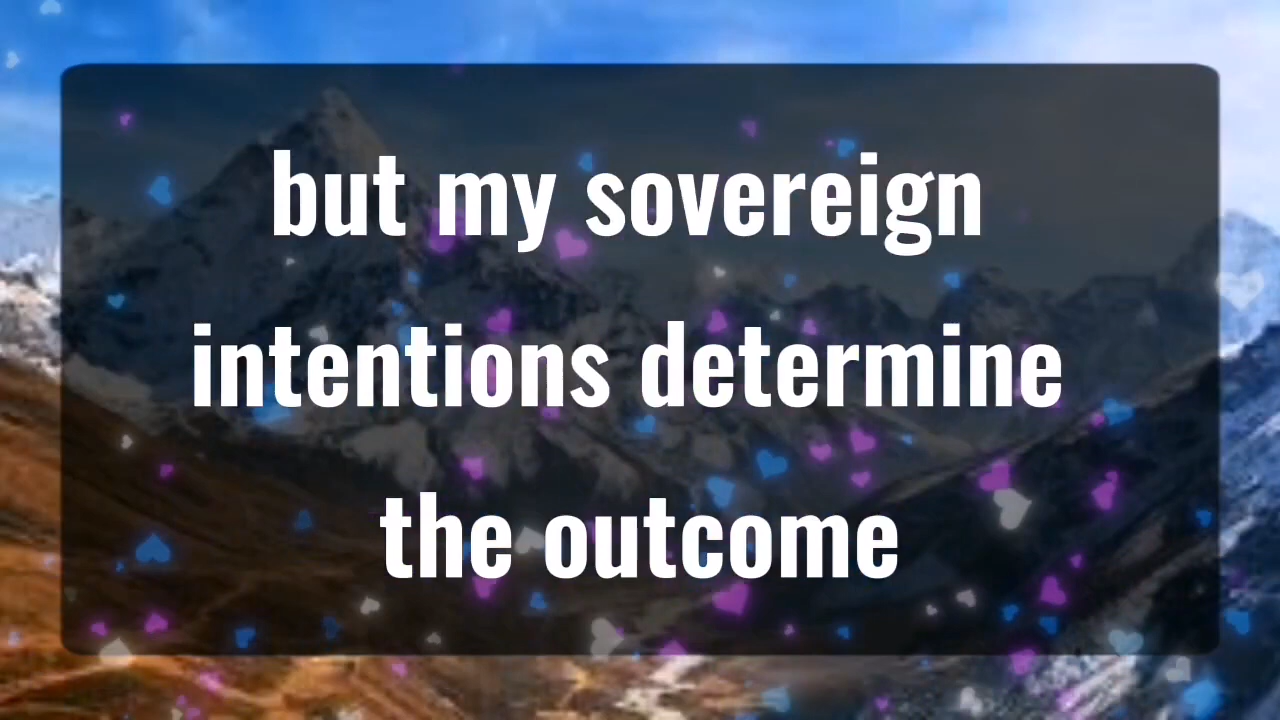 but my sovereign
intentions determine
the outcome